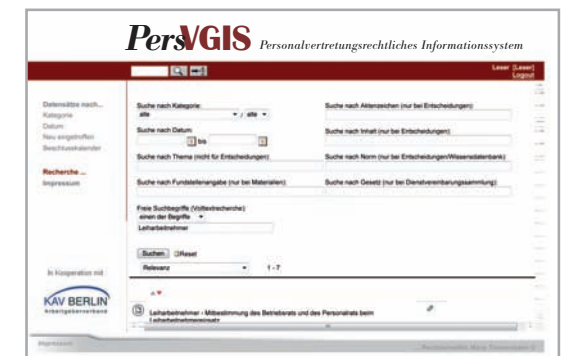 PersVGIS Personalvertretungsrechtliches Informationssystem
Leser [Leser]
Logout
Datensätze nach...
Kategorie
Datum
Neu eingetroffen
Beschlusskalender
Recherche ...
Impressum
In Kooperation mit
KAV BERLIN
Arbeitgeberverband
Suche nach Kategorie:
alle / alle
Suche nach Aktenzeichen (nur bei Entscheidungen):
Suche nach Datum:
bis
Suche nach Inhalt (nur bei Entscheidungen):
Suche nach Thema (nicht für Entscheidungen):
Suche nach Norm (nur bei Entscheidungen/Wissensdatenbank):
Suche nach Fundstellenangabe (nur bei Materialien):
Suche nach Gesetz (nur bei Dienstvereinbarungssammlung):
Freie Suchbegriffe (Volltextrecherche):
einen der Begriffe
Leiharbeitnehmer
Suchen Reset
Relevanz 1 - 7
Leiharbeitnehmer - Mitbestimmung des Betriebsrats und des Personalrats beim
Leiharbeitnehmereinsatz
Impressum